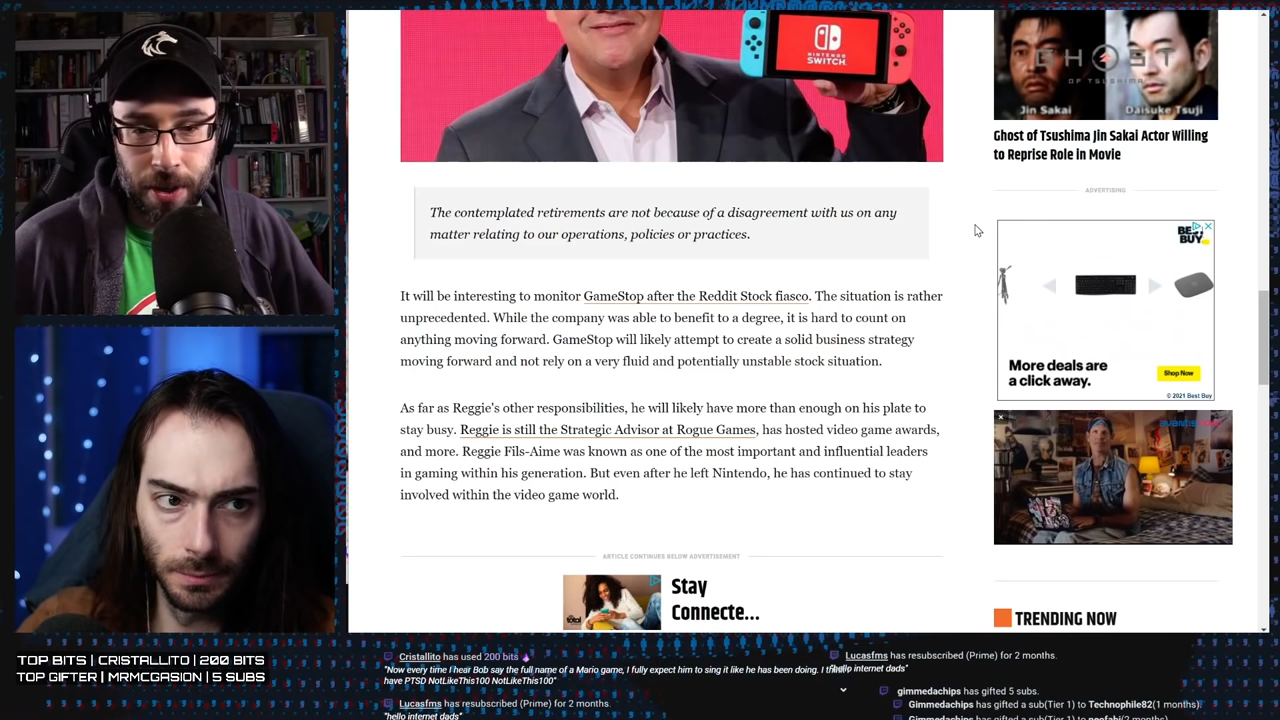 NINTENDO
SWITCH
GHOST
OF TSUSHIMA
Jin Sakai
Daisuke Tsuji
Ghost of Tsushima Jin Sakai Actor Willing
to Reprise Role in Movie
ADVERTISING
The contemplated retirements are not because of a disagreement with us on any
matter relating to our operations, policies or practices.
BEST
BUY
More deals are
a click away.
Shop Now
© 2021 Best Buy
It will be interesting to monitor GameStop after the Reddit Stock fiasco. The situation is rather
unprecedented. While the company was able to benefit to a degree, it is hard to count on
anything moving forward. GameStop will likely attempt to create a solid business strategy
moving forward and not rely on a very fluid and potentially unstable stock situation.
As far as Reggie's other responsibilities, he will likely have more than enough on his plate to
stay busy. Reggie is still the Strategic Advisor at Rogue Games, has hosted video game awards,
and more. Reggie Fils-Aime was known as one of the most important and influential leaders
in gaming within his generation. But even after he left Nintendo, he has continued to stay
involved within the video game world.
ARTICLE CONTINUES BELOW ADVERTISEMENT
total
Stay
Connecte...
TRENDING NOW
TOP BITS | CRISTALLITO | 200 BITS
TOP GIFTER | MRMCGASION | 5 SUBS
Cristallito has used 200 bits
"Now every time I hear Bob say the full name of a Mario game, I fully expect him to sing it like he has been doing. I
have PTSD NotLikeThis100 NotLikeThis100"
Lucasfms has resubscribed (Prime) for 2 months.
"hello internet dads"
Lucasfms has resubscribed (Prime) for 2 months.
"hello internet dads"
gimmedachips has gifted 5 subs.
Gimmedachips has gifted a sub(Tier 1) to Technophile82(1 months)
Gimmedachips has gifted a sub(Tier 1) to